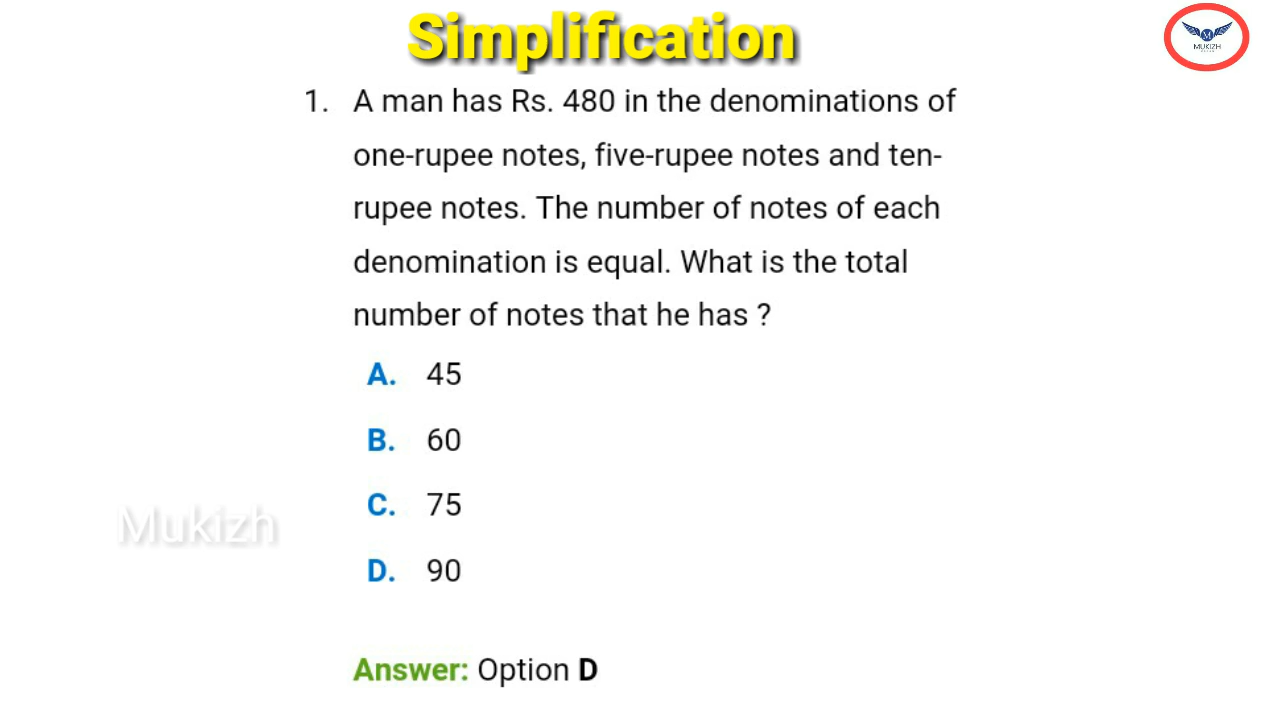 Simplification
MUKIZH
1. A man has Rs. 480 in the denominations of
one-rupee notes, five-rupee notes and ten-
rupee notes. The number of notes of each
denomination is equal. What is the total
number of notes that he has ?
A. 45
B. 60
C. 75
D. 90
Mukizh
Answer: Option D